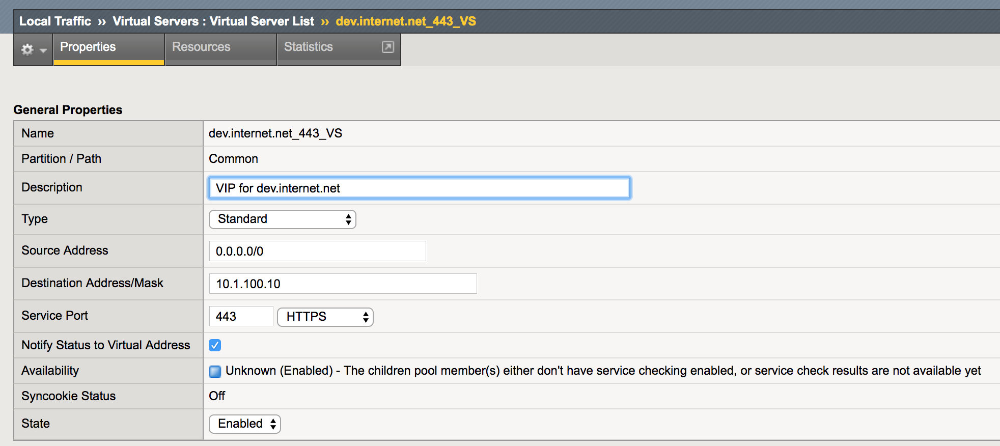 Local Traffic ›› Virtual Servers : Virtual Server List ›› dev.internet.net_443_VS
Properties Resources Statistics
General Properties
Name dev.internet.net_443_VS
Partition / Path Common
Description VIP for dev.internet.net
Type Standard
Source Address 0.0.0.0/0
Destination Address/Mask 10.1.100.10
Service Port 443 HTTPS
Notify Status to Virtual Address
Availability Unknown (Enabled) - The children pool member(s) either don't have service checking enabled, or service check results are not available yet
Syncookie Status Off
State Enabled